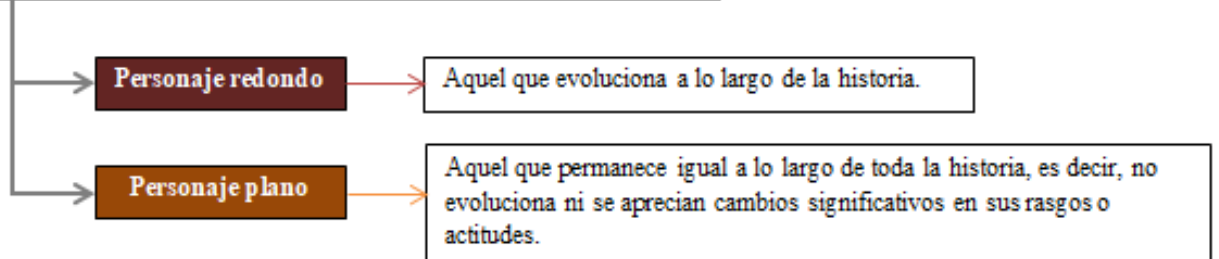 Personaje redondo
Aquel que evoluciona a lo largo de la historia.
Personaje plano
Aquel que permanece igual a lo largo de toda la historia, es decir, no
evoluciona ni se aprecian cambios significativos en sus rasgos o
actitudes.